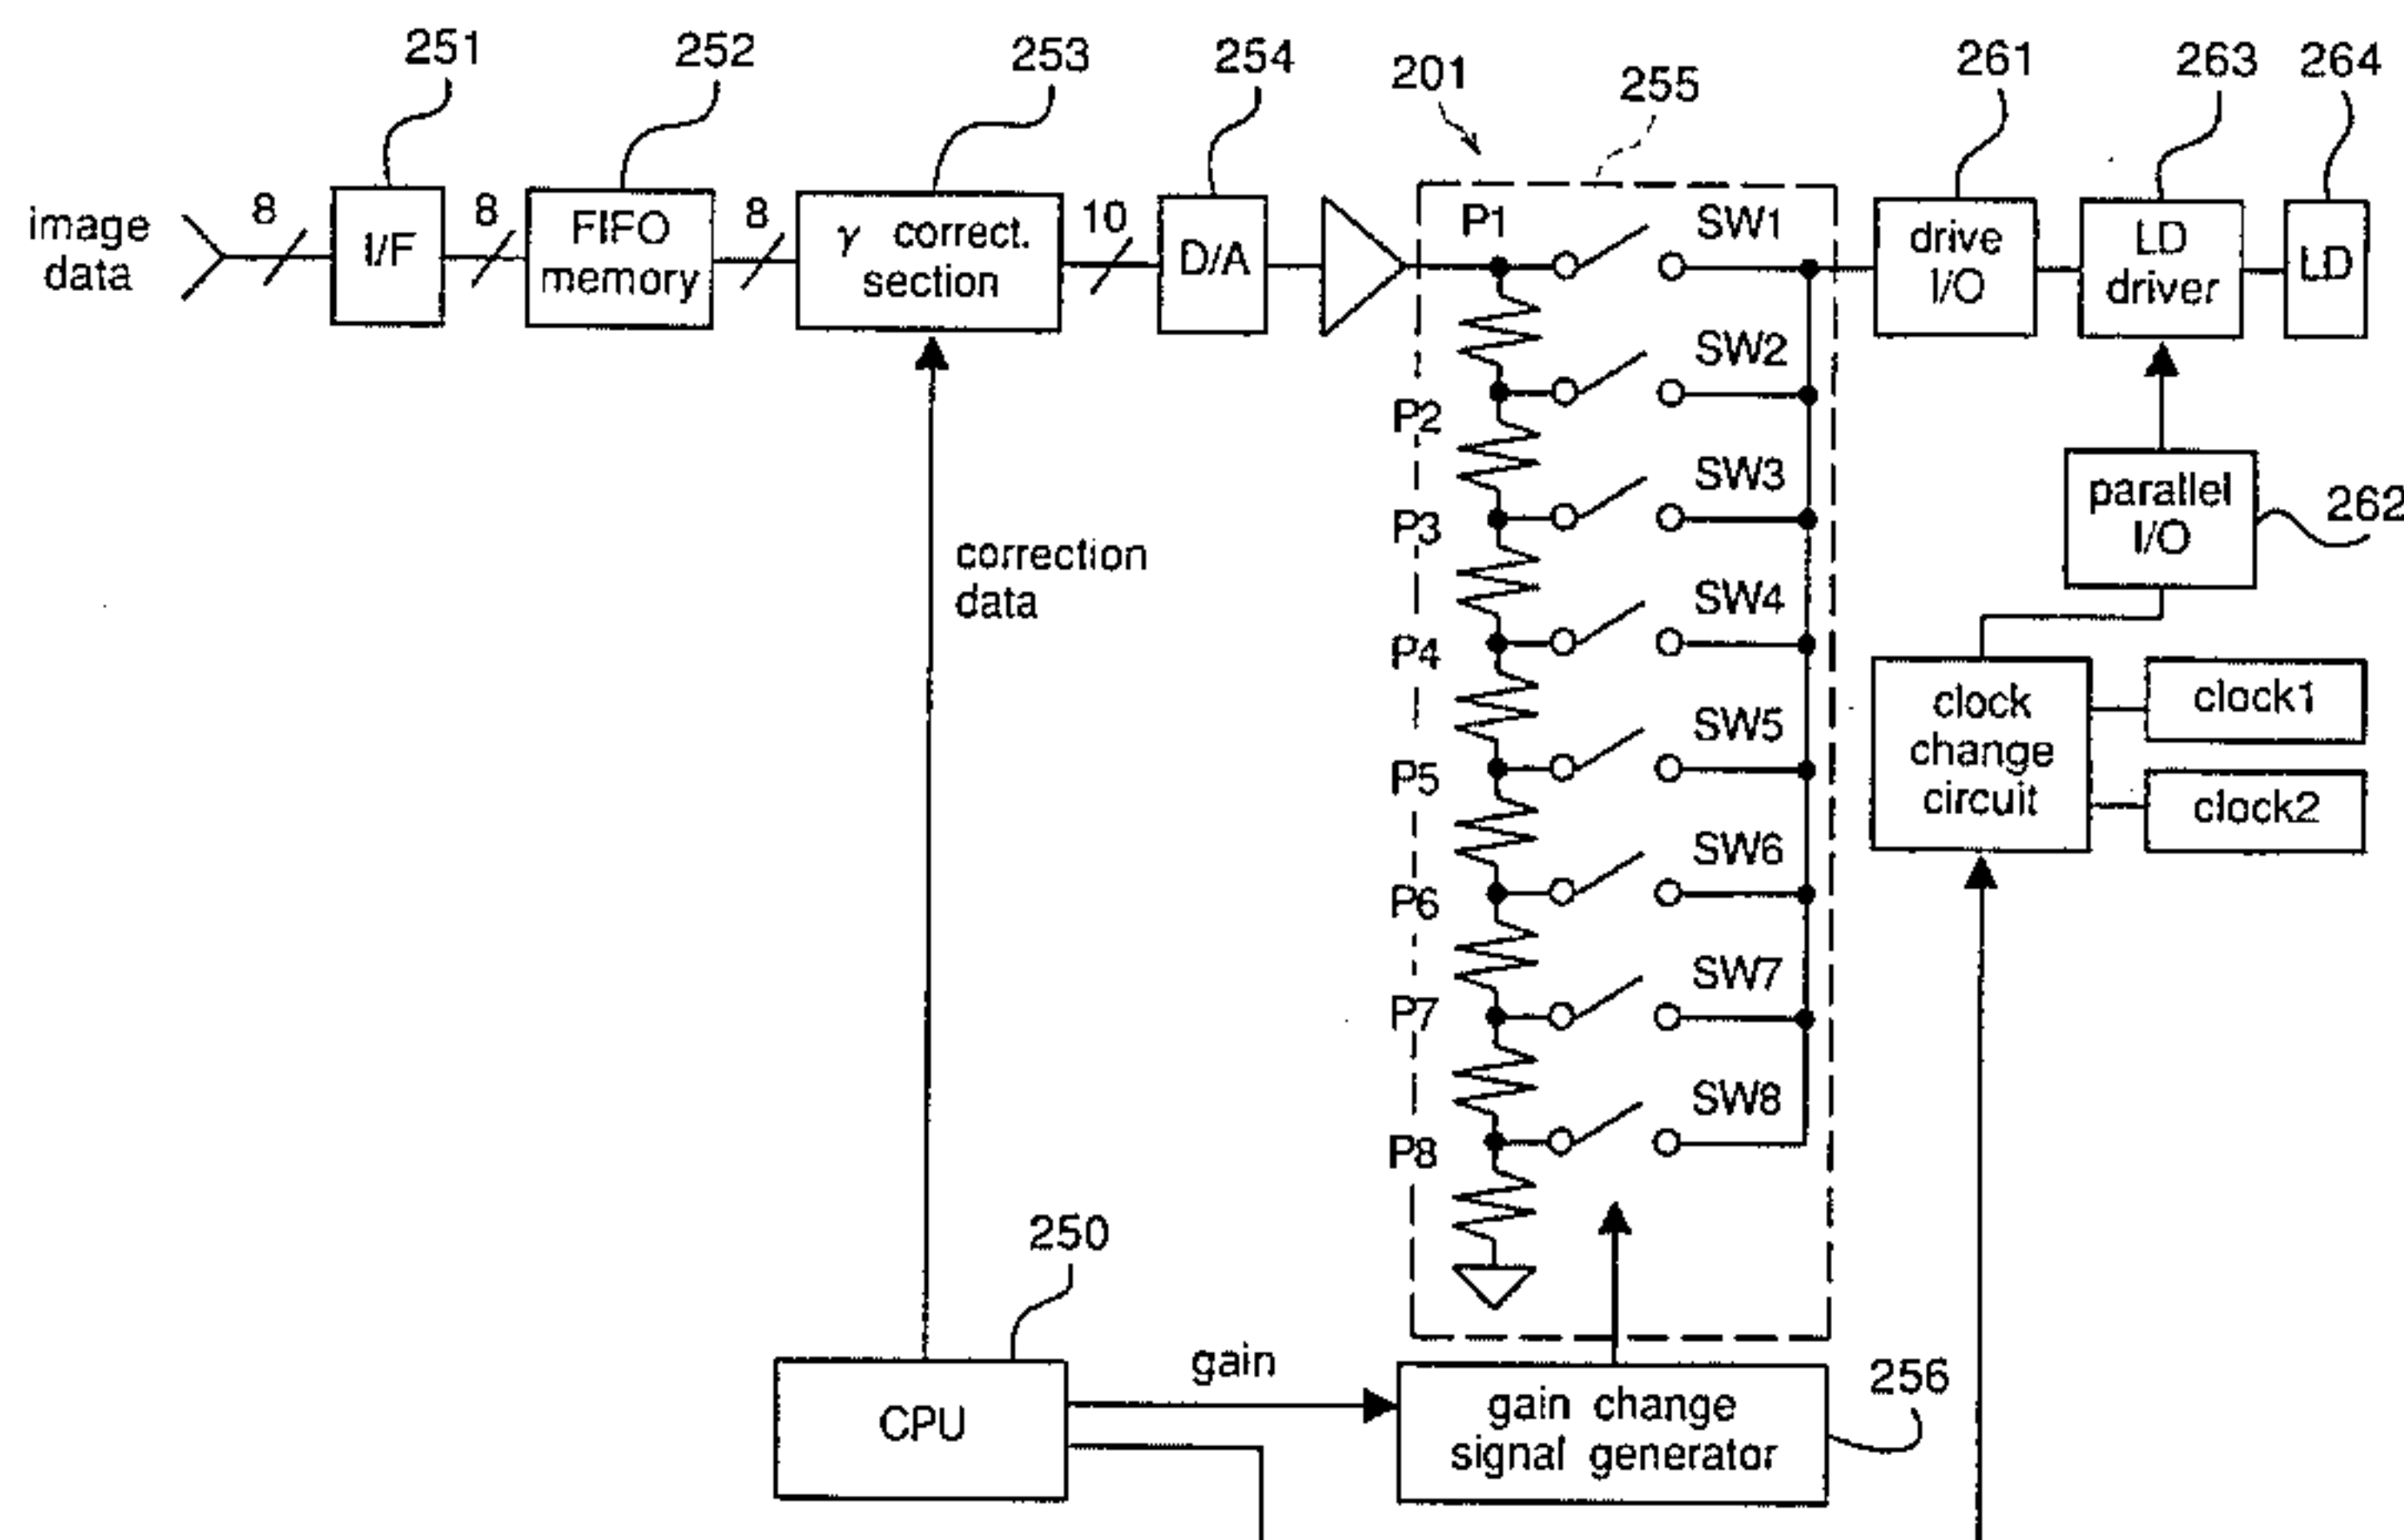 251
252
253
254
201
255
261
263
264
image
data
8
I/F
8
FIFO
memory
8
γ correct.
section
10
D/A
P1
SW1
drive
I/O
LD
driver
LD
SW2
P2
SW3
P3
parallel
I/O
262
correction
data
SW4
P4
clock
change
circuit
clock1
clock2
SW5
P5
SW6
P6
SW7
P7
SW8
P8
250
CPU
gain
gain change
signal generator
256